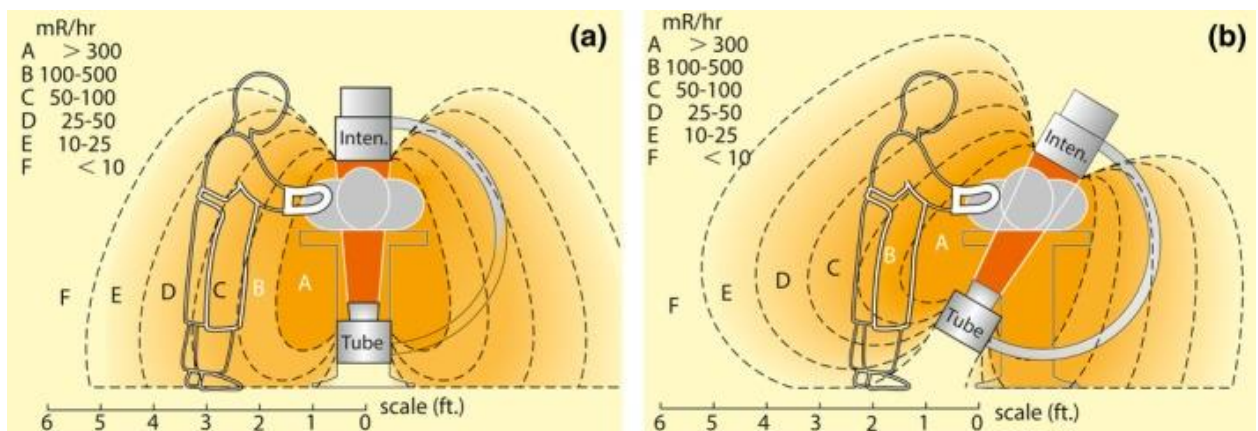 mR/hr
A > 300
B 100-500
C 50-100
D 25-50
E 10-25
F < 10
(a)
Inten.
F E D C B A
Tube
6 5 4 3 2 1 0 scale (ft.)
mR/hr
A > 300
B 100-500
C 50-100
D 25-50
E 10-25
F < 10
(b)
Inten.
F E D C B A
Tube
6 5 4 3 2 1 0 scale (ft.)